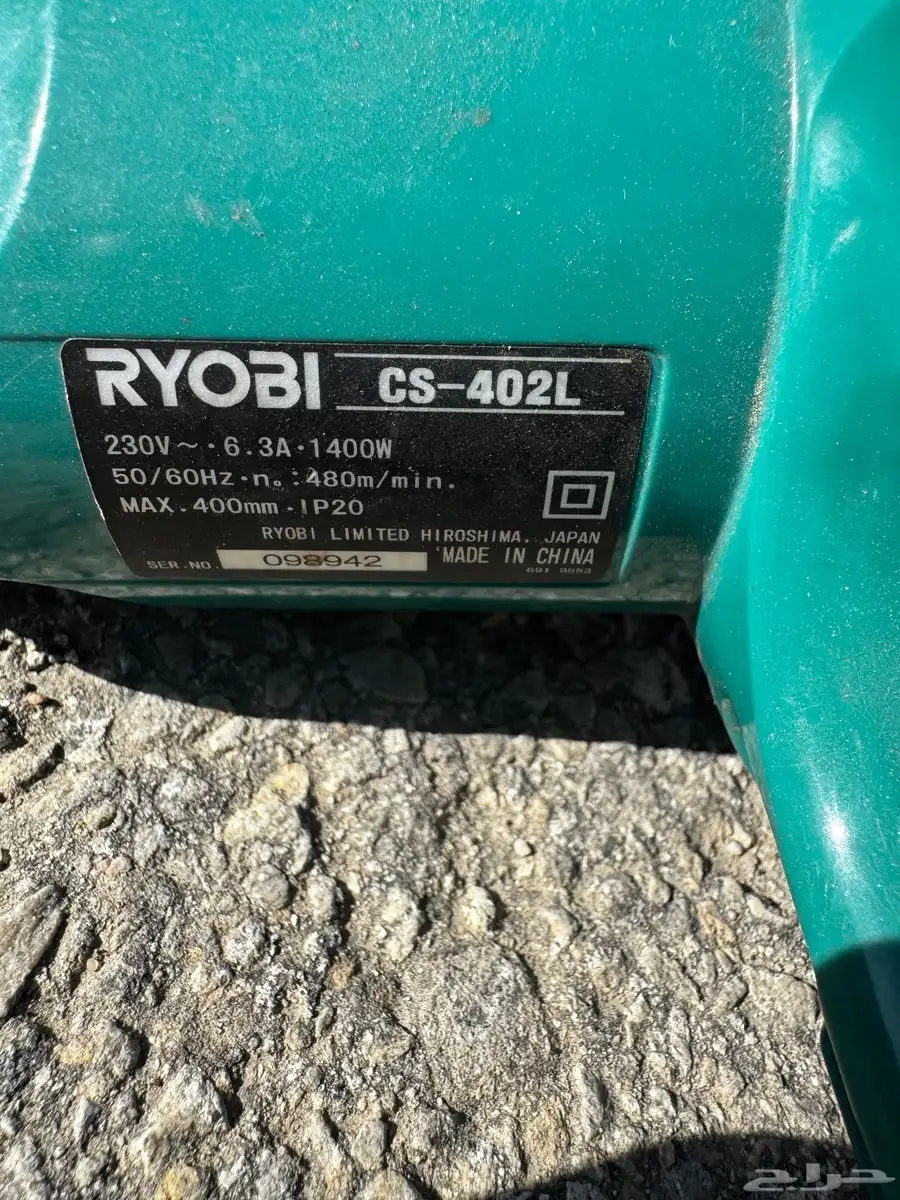 RYOBI CS-402L
230V~·6.3A·1400W
50/60Hz·n₀:480m/min.
MAX.400mm·IP20
RYOBI LIMITED HIROSHIMA, JAPAN
SER.NO. 098942 MADE IN CHINA
حراج